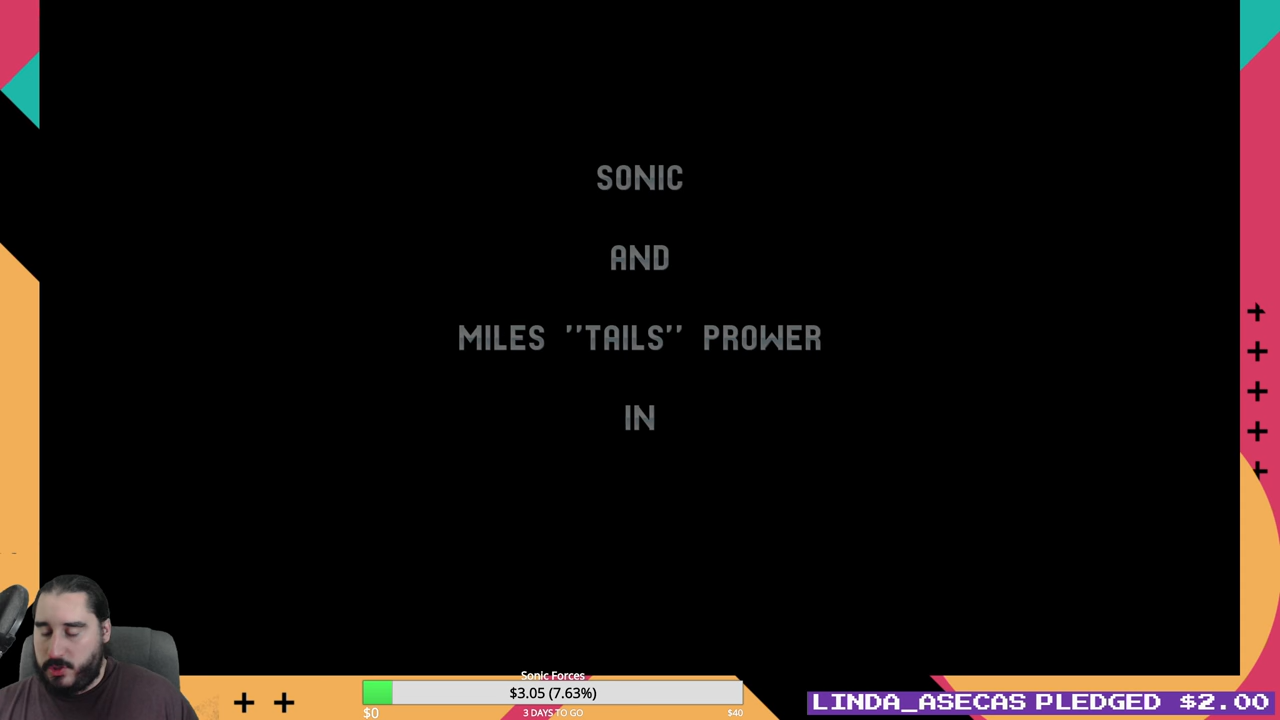 SONIC
AND
MILES "TAILS" PROWER
IN
Sonic Forces
$3.05 (7.63%)
$0 3 DAYS TO GO $40
LINDA_ASECAS PLEDGED $2.00